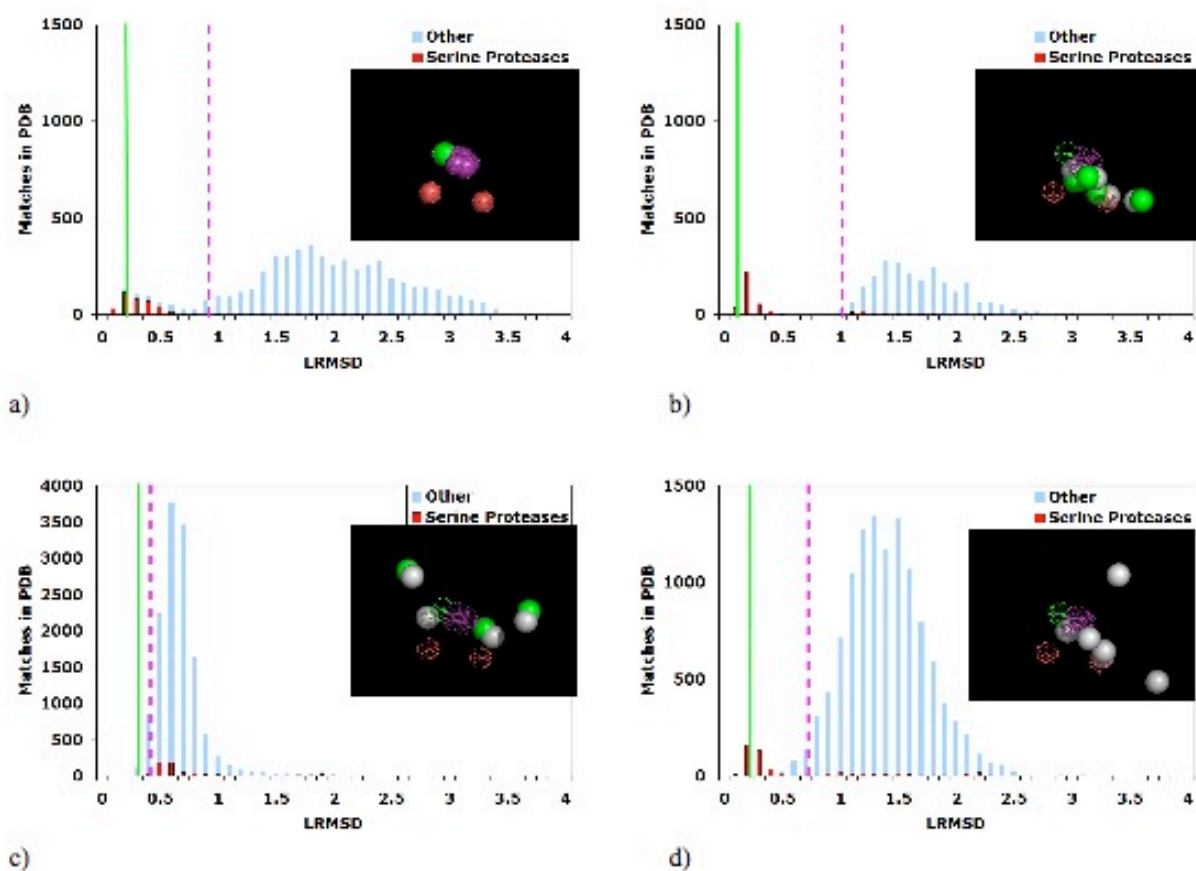 1500
1000
500
0
Matches in PDB
Other
Serine Proteases
0 0.5 1 1.5 2 2.5 3 3.5 4
LRMSD
a)
1500
1000
500
0
Matches in PDB
Other
Serine Proteases
0 0.5 1 1.5 2 2.5 3 3.5 4
LRMSD
b)
4000
3500
3000
2500
2000
1500
1000
500
0
Matches in PDB
Other
Serine Proteases
0 0.5 1 1.5 2 2.5 3 3.5 4
LRMSD
c)
1500
1000
500
0
Matches in PDB
Other
Serine Proteases
0 0.5 1 1.5 2 2.5 3 3.5 4
LRMSD
d)